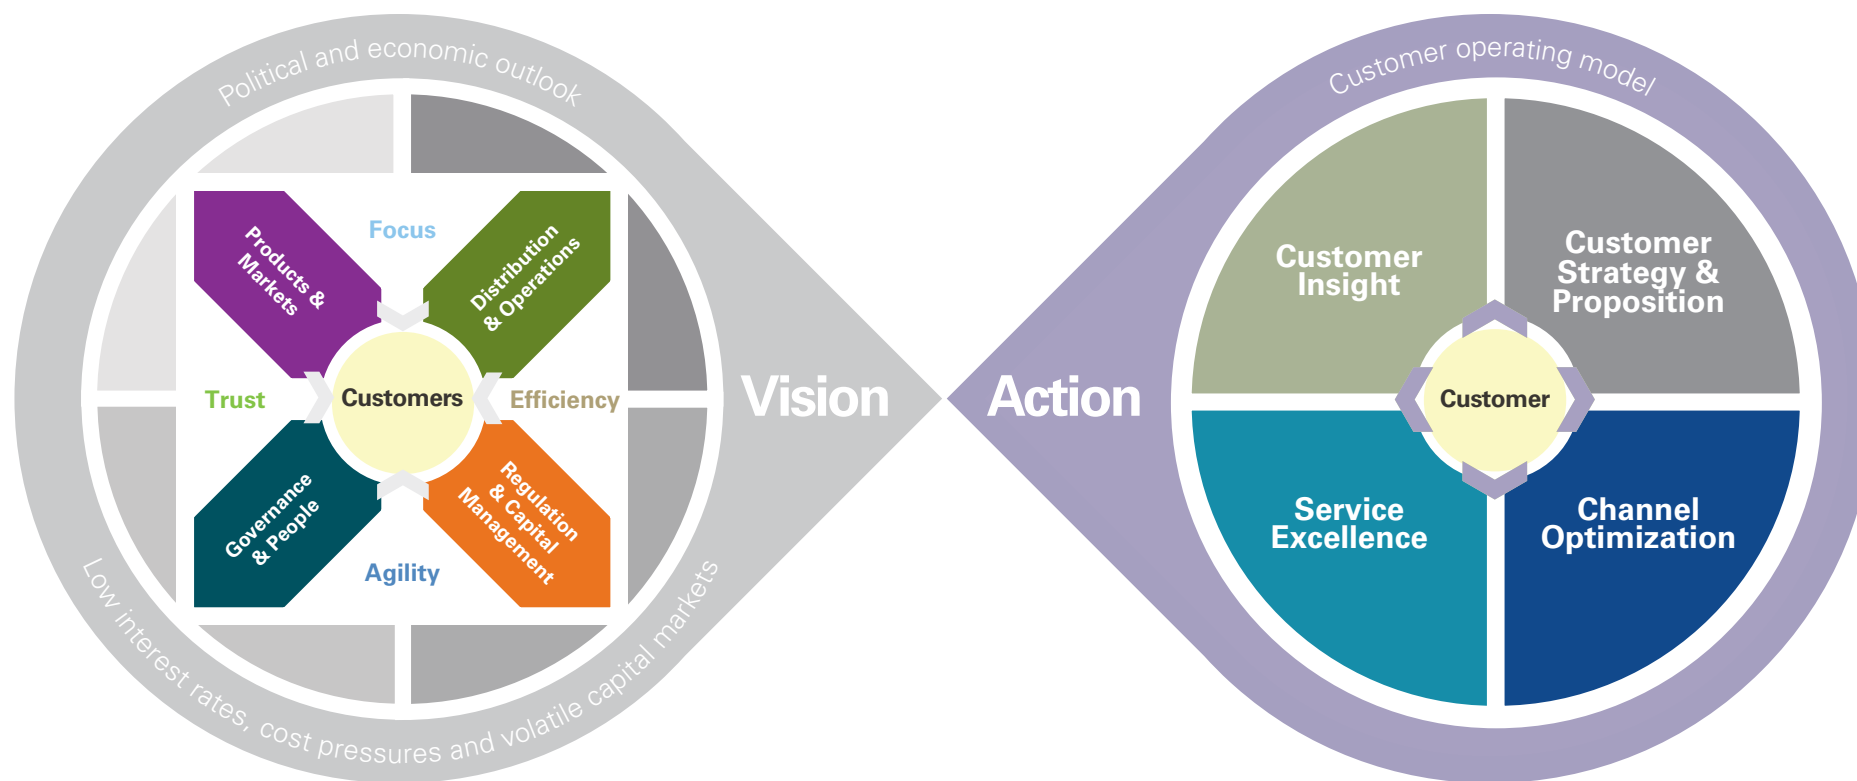 Political and economic outlook
Products &
Markets
Focus
Distribution
& Operations
Trust
Customers
Efficiency
Governance
& People
Agility
Regulation
& Capital
Management
Low interest rates, cost pressures and volatile capital markets
Vision
Action
Customer operating model
Customer
Insight
Customer
Strategy &
Proposition
Customer
Service
Excellence
Channel
Optimization